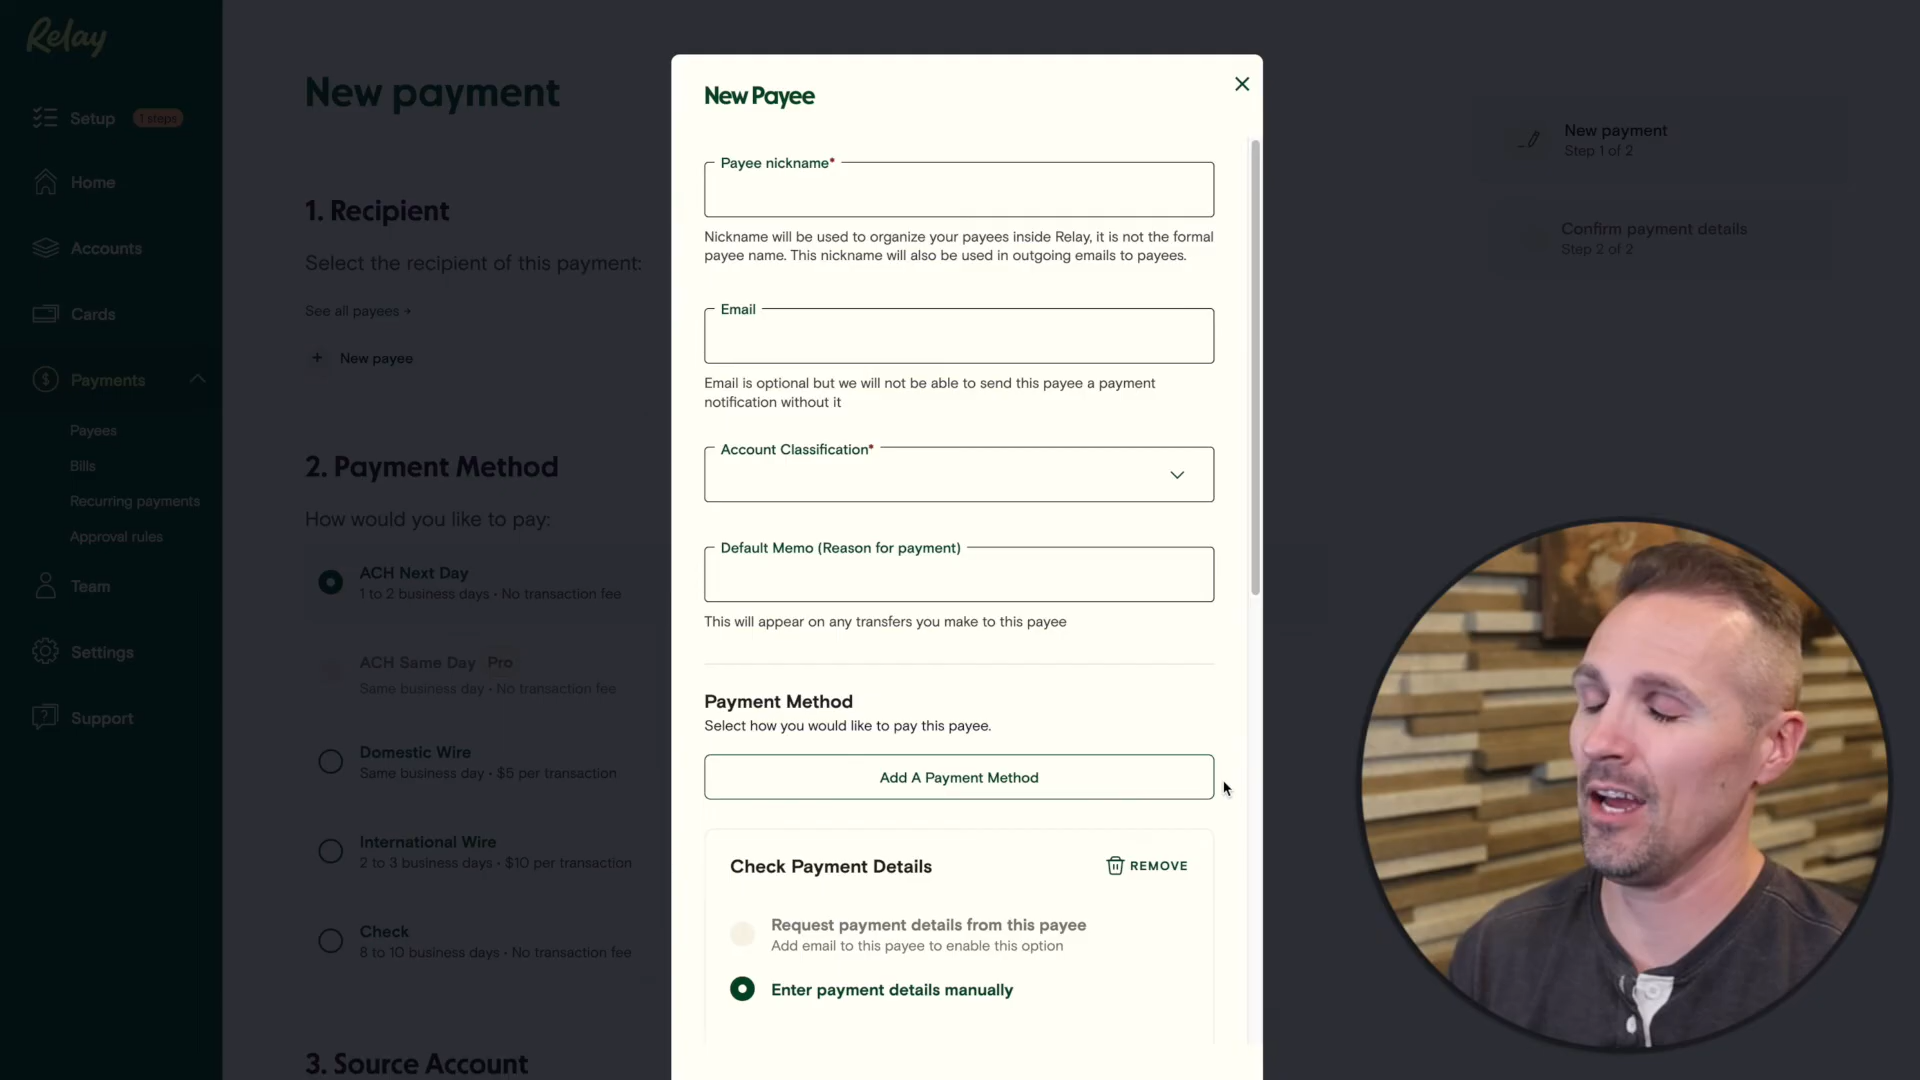 Relay
Setup
1 steps
Home
Accounts
Cards
Payments
Payees
Bills
Recurring payments
Approval rules
Team
Settings
Support
New payment
1. Recipient
Select the recipient of this payment:
See all payees
+ New payee
2. Payment Method
How would you like to pay:
ACH Next Day
1 to 2 business days • No transaction fee
ACH Same Day Pro
Same business day • No transaction fee
Domestic Wire
Same business day • $5 per transaction
International Wire
2 to 3 business days • $10 per transaction
Check
8 to 10 business days • No transaction fee
3. Source Account
New Payee
Payee nickname*
Nickname will be used to organize your payees inside Relay, it is not the formal
payee name. This nickname will also be used in outgoing emails to payees.
Email
Email is optional but we will not be able to send this payee a payment
notification without it
Account Classification*
Default Memo (Reason for payment)
This will appear on any transfers you make to this payee
Payment Method
Select how you would like to pay this payee.
Add A Payment Method
Check Payment Details
REMOVE
Request payment details from this payee
Add email to this payee to enable this option
Enter payment details manually
New payment
Step 1 of 2
Confirm payment details
Step 2 of 2